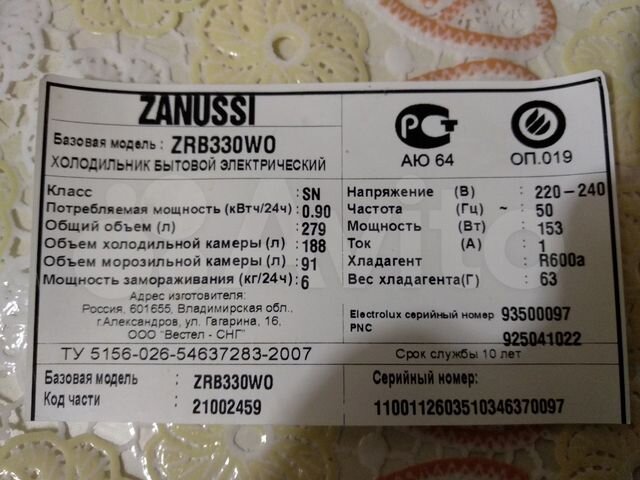 ZANUSSI
Базовая модель : ZRB330WO
ХОЛОДИЛЬНИК БЫТОВОЙ ЭЛЕКТРИЧЕСКИЙ
РСТ
АЮ 64
ОП.019
Класс : SN
Потребляемая мощность (кВтч/24ч) : 0.90
Общий объем (л) : 279
Объем холодильной камеры (л) : 188
Объем морозильной камеры (л) : 91
Мощность замораживания (кг/24ч) : 6
Адрес изготовителя:
Россия, 601655, Владимирская обл.,
г.Александров, ул. Гагарина, 16,
ООО "Вестел - СНГ"
Напряжение (В) : 220-240
Частота (Гц) ~ : 50
Мощность (Вт) : 153
Ток (А) : 1
Хладагент : R600a
Вес хладагента(Г) : 63
Electrolux серийный номер 93500097
PNC 925041022
ТУ 5156-026-54637283-2007
Срок службы 10 лет
Базовая модель : ZRB330WO
Код части : 21002459
Серийный номер:
1100112603510346370097
Avito